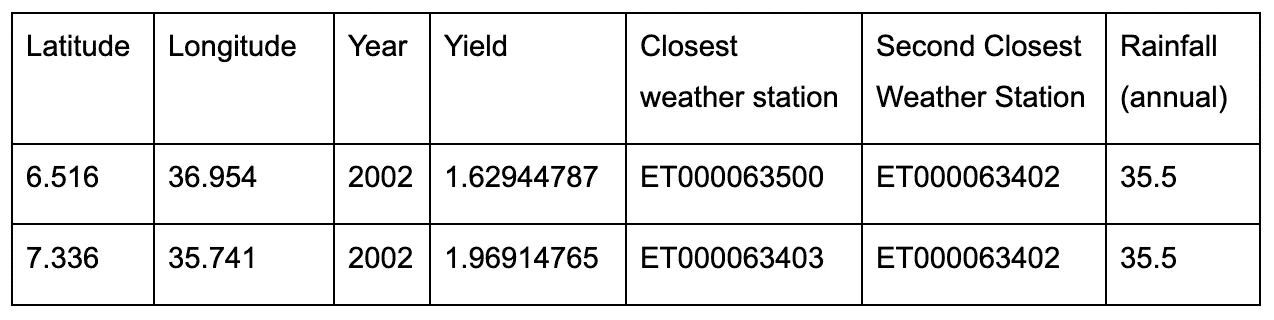 Latitude Longitude Year Yield Closest weather station Second Closest Weather Station Rainfall (annual)
6.516 36.954 2002 1.62944787 ET000063500 ET000063402 35.5
7.336 35.741 2002 1.96914765 ET000063403 ET000063402 35.5